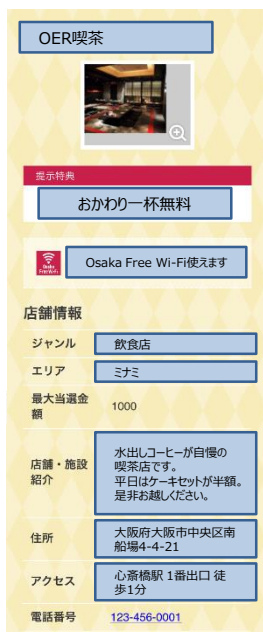 OER喫茶
提示特典
おかわり一杯無料
Osaka
Free Wi-Fi
Osaka Free Wi-Fi使えます
店舗情報
ジャンル
飲食店
エリア
ミナミ
最大当選金
額
1000
店舗・施設
紹介
水出しコーヒーが自慢の
喫茶店です。
平日はケーキセットが半額。
是非お越しください。
住所
大阪府大阪市中央区南
船場4-4-21
アクセス
心斎橋駅 1番出口 徒
歩1分
電話番号
123-456-0001